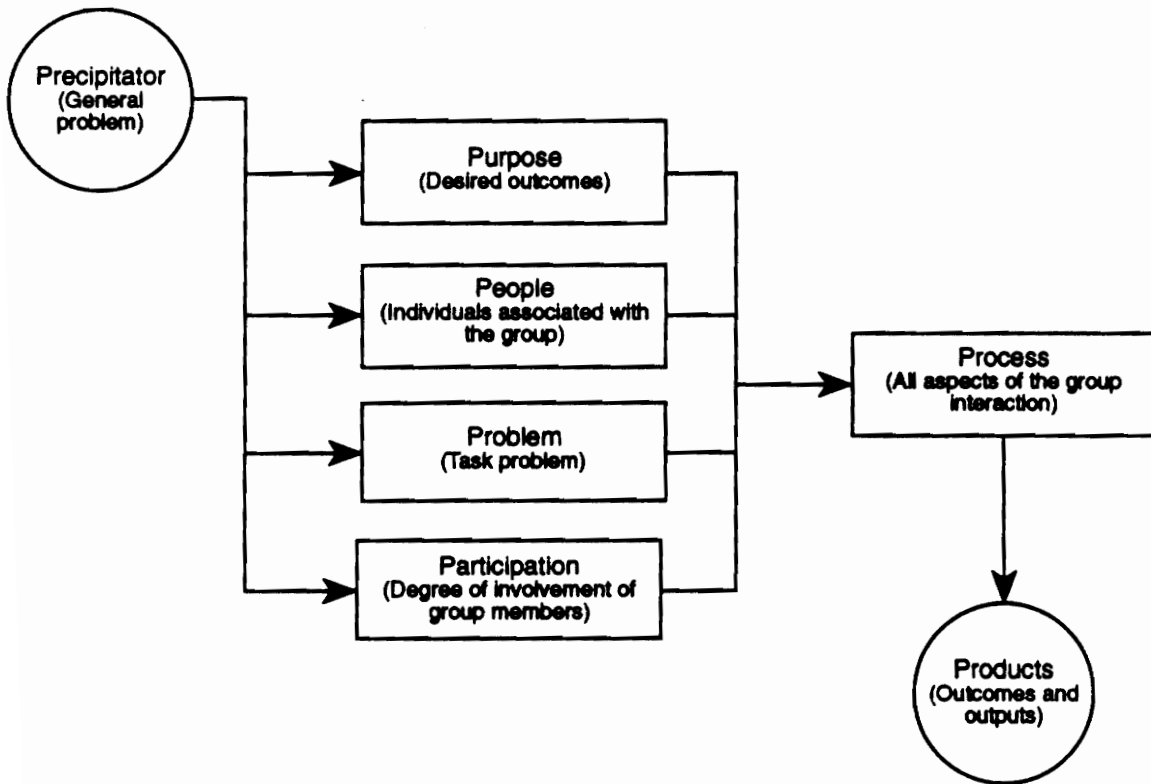 Precipitator
(General
problem)
Purpose
(Desired outcomes)
People
(Individuals associated with
the group)
Problem
(Task problem)
Participation
(Degree of involvement of
group members)
Process
(All aspects of the group
interaction)
Products
(Outcomes and
outputs)